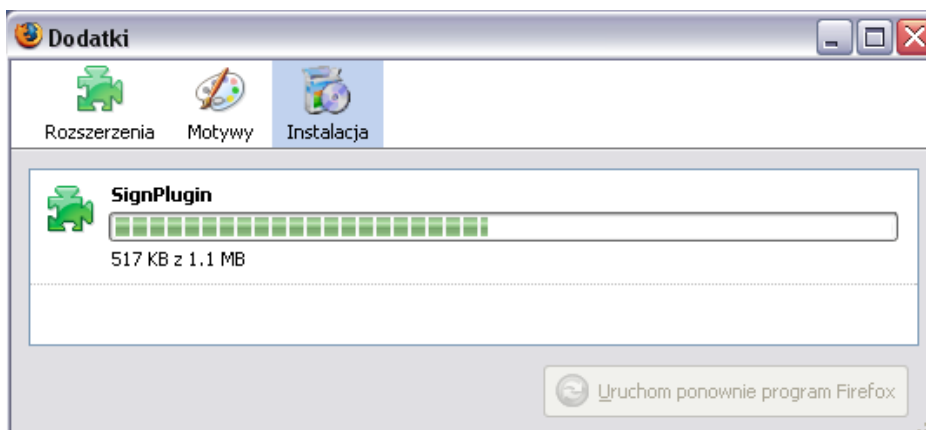 Dodatki
Rozszerzenia Motywy Instalacja
SignPlugin
517 KB z 1.1 MB
Uruchom ponownie program Firefox